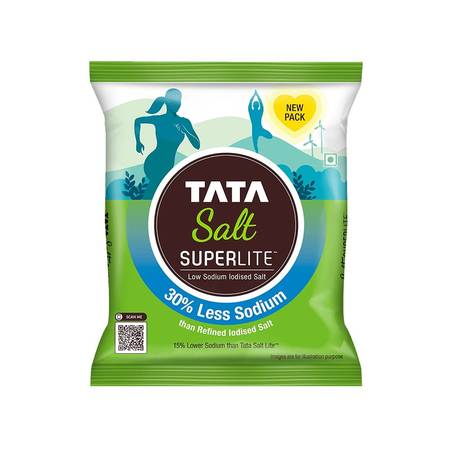 NEW
PACK
TATA
Salt
SUPERLITE™
Low Sodium Iodised Salt
30% Less Sodium
than Refined Iodised Salt
SCAN ME
15% Lower Sodium than Tata Salt Lite™
Images are for illustration purpose